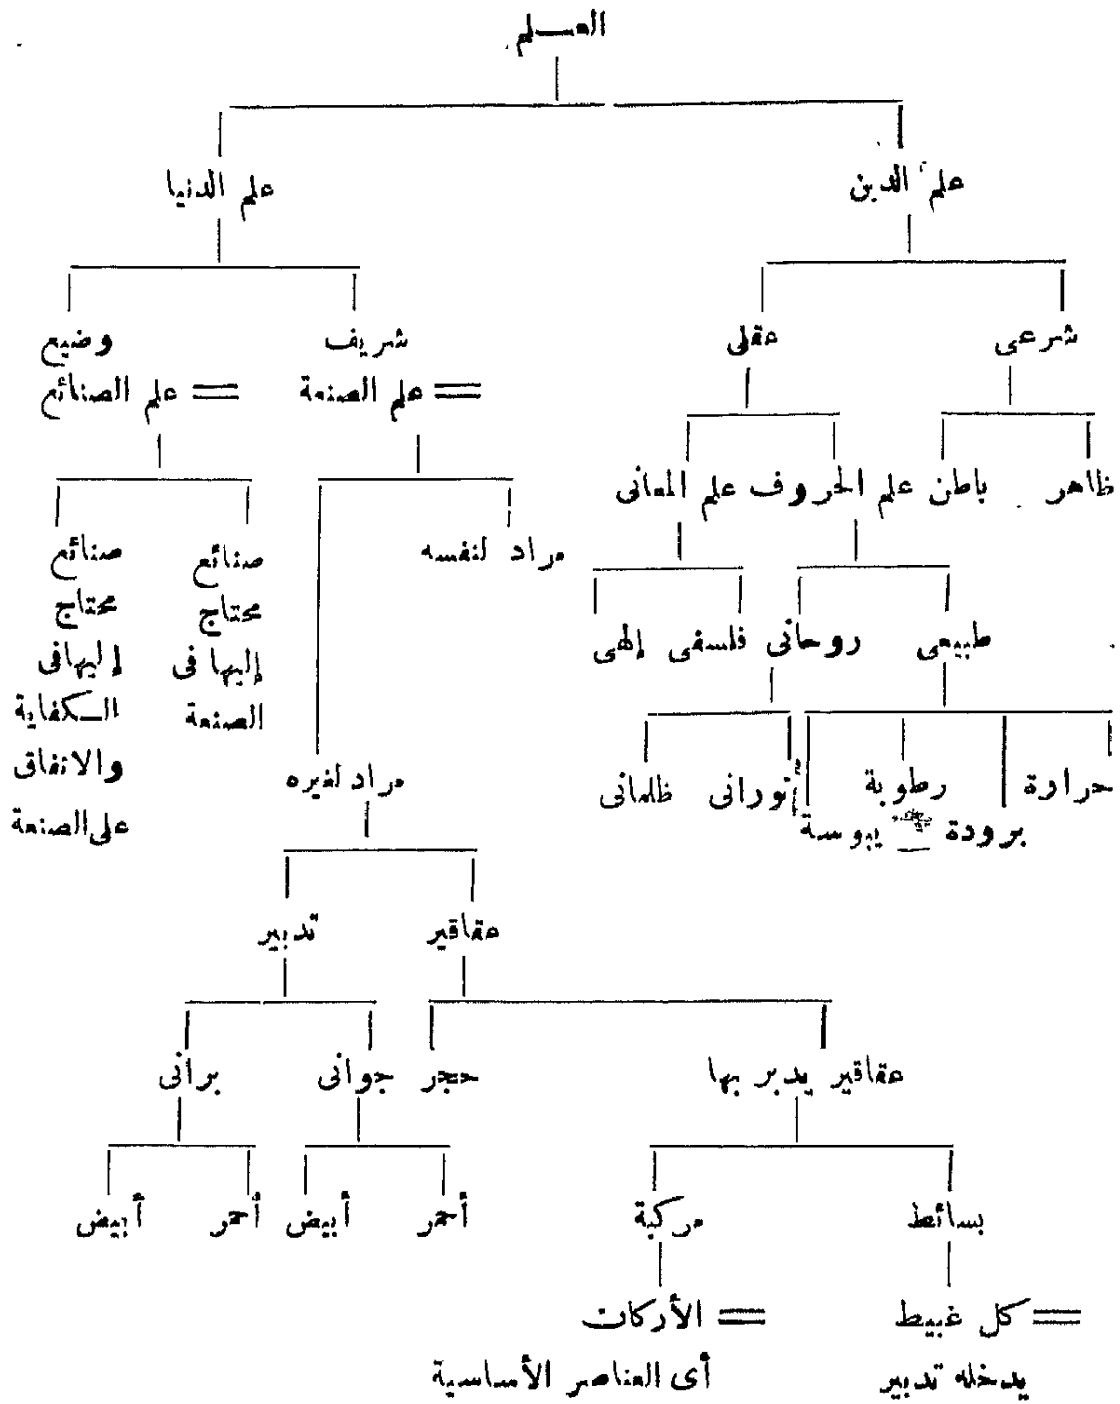 العلم
علم الدين علم الدنيا
شرعى عقلى شريف وضيع
= علم الصنعة = علم الصنائع
ظاهر باطن علم الحروف علم المعانى
مراد لنفسه صنائع صنائع
محتاج محتاج
طبيعى روحانى فلسفى إلهى إليها فى إليها فى
الصنعة الكفاية
والاتفاق
حرارة رطوبة نورانى ظلمانى مراد لغيره
برودة يبوسة على الصنعة
عقاقير تدبير
عقاقير يدبر بها حجر جوانى برانى
بسائط مركبة أحمر أبيض أحمر أبيض
= كل غبيط = الأركان
يدخله تدبير أى العناصر الأساسية